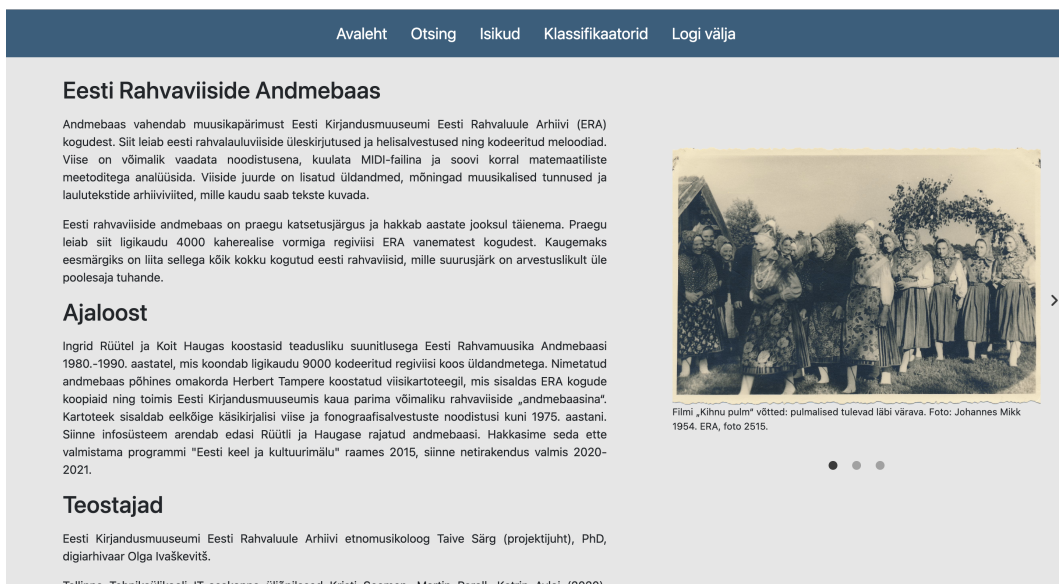 Avaleht Otsing Isikud Klassifikaatorid Logi välja
Eesti Rahvaviiside Andmebaas
Andmebaas vahendab muusikapärimust Eesti Kirjandusmuuseumi Eesti Rahvaluule Arhiivi (ERA)
kogudest. Siit leiab eesti rahvalauluviiside üleskirjutused ja helisalvestused ning kodeeritud meloodiad.
Viise on võimalik vaadata noodistusena, kuulata MIDI-failina ja soovi korral matemaatiliste
meetoditega analüüsida. Viiside juurde on lisatud üldandmed, mõningad muusikalised tunnused ja
laulutekstide arhiiviviited, mille kaudu saab tekste kuvada.
Eesti rahvaviiside andmebaas on praegu katsetusjärgus ja hakkab aastate jooksul täienema. Praegu
leiab siit ligikaudu 4000 kaherealise vormiga regiviisi ERA vanematest kogudest. Kaugemaks
eesmärgiks on liita sellega kõik kokku kogutud eesti rahvaviisid, mille suurusjärk on arvestuslikult üle
poolesaja tuhande.
Ajaloost
Ingrid Rüütel ja Koit Haugas koostasid teadusliku suunitlusega Eesti Rahvamuusika Andmebaasi
1980.-1990. aastatel, mis koondab ligikaudu 9000 kodeeritud regiviisi koos üldandmetega. Nimetatud
andmebaas põhines omakorda Herbert Tampere koostatud viisikartoteegil, mis sisaldas ERA kogude
koopiaid ning toimis Eesti Kirjandusmuuseumis kaua parima võimaliku rahvaviiside „andmebaasina“.
Kartoteek sisaldab eelkõige käsikirjalisi viise ja fonograafisalvestuste noodistusi kuni 1975. aastani.
Siinne infosüsteem arendab edasi Rüütli ja Haugase rajatud andmebaasi. Hakkasime seda ette
valmistama programmi "Eesti keel ja kultuurimälu" raames 2015, siinne netirakendus valmis 2020-
2021.
Teostajad
Eesti Kirjandusmuuseumi Eesti Rahvaluule Arhiivi etnomusikoloog Taive Särg (projektijuht), PhD,
digiarhivaar Olga Ivaškevitš.
Filmi „Kihnu pulm“ võtted: pulmalised tulevad läbi värava. Foto: Johannes Mikk
1954. ERA, foto 2515.